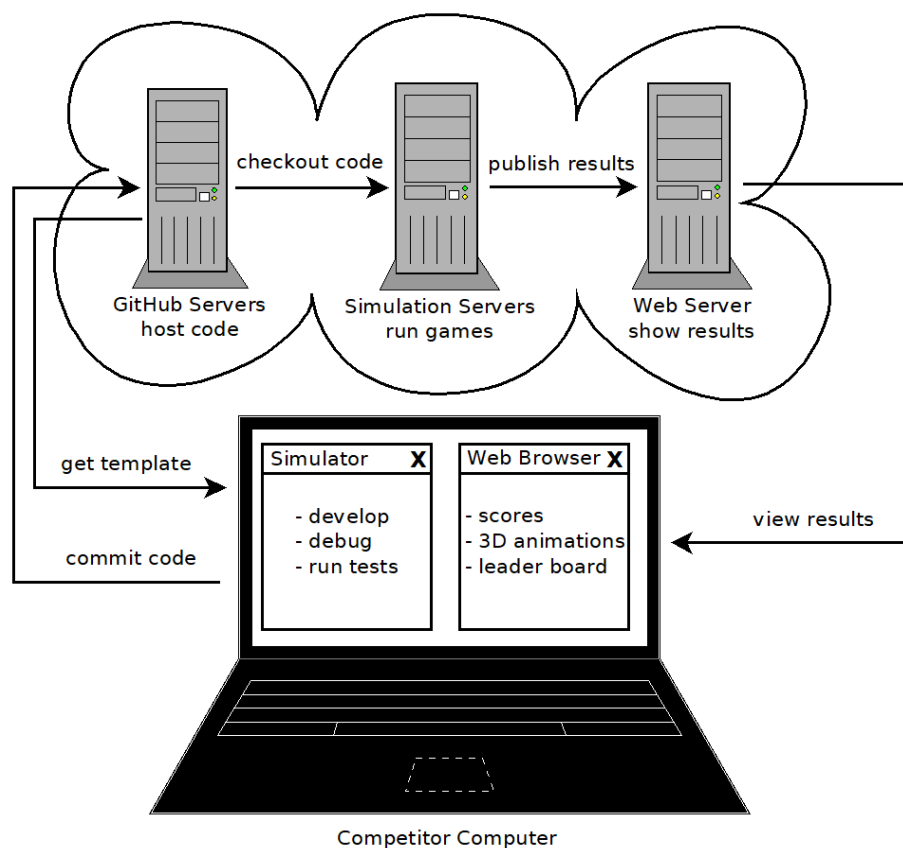 checkout code
publish results
GitHub Servers
host code
Simulation Servers
run games
Web Server
show results
get template
commit code
Simulator X
- develop
- debug
- run tests
Web Browser X
- scores
- 3D animations
- leader board
view results
Competitor Computer